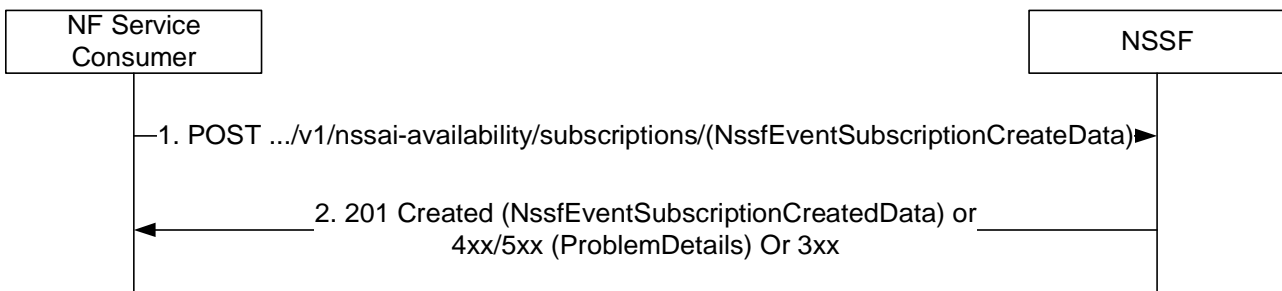 NF Service
Consumer
NSSF
1. POST .../v1/nssai-availability/subscriptions/(NssfEventSubscriptionCreateData)
2. 201 Created (NssfEventSubscriptionCreatedData) or
4xx/5xx (ProblemDetails) Or 3xx